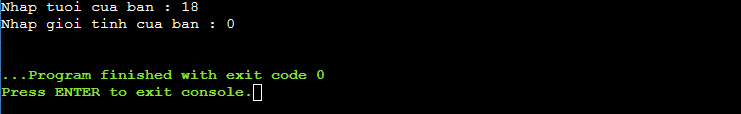 Nhap tuoi cua ban : 18
Nhap gioi tinh cua ban : 0
...Program finished with exit code 0
Press ENTER to exit console.